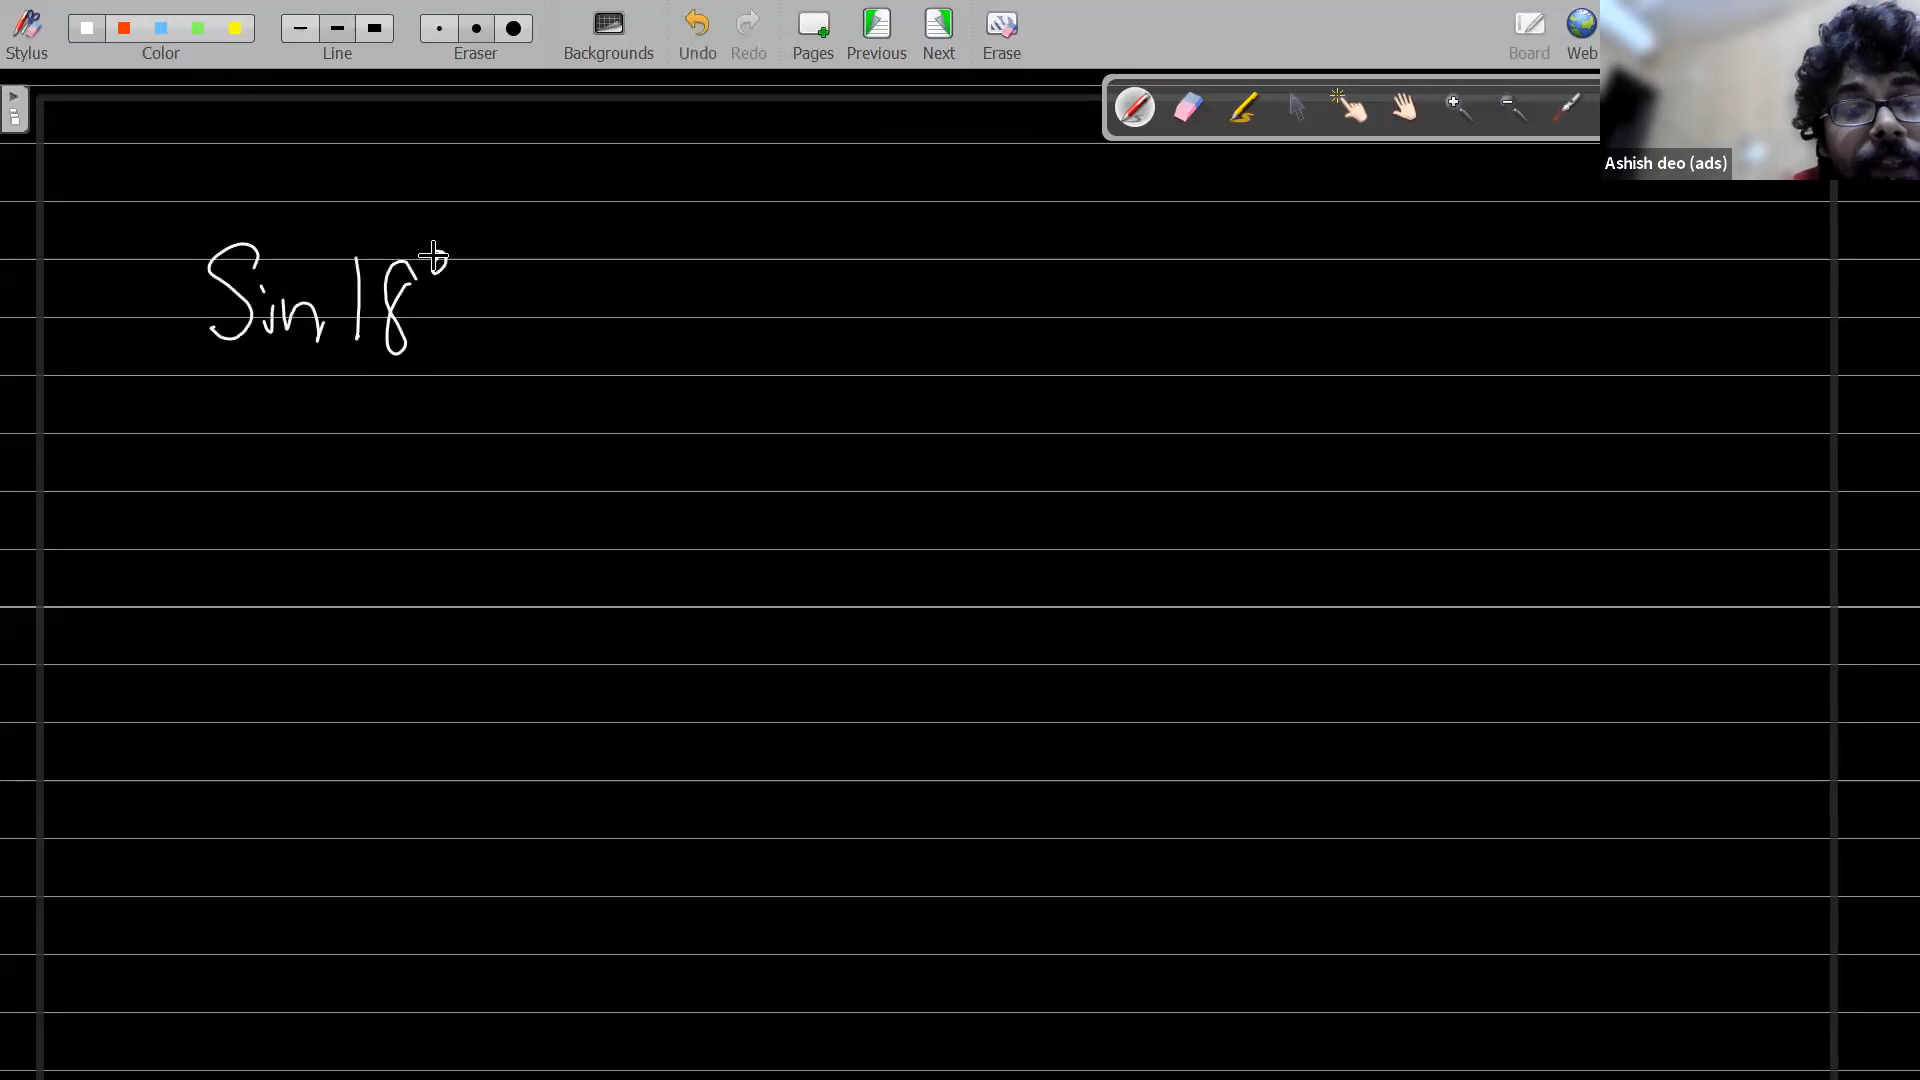 Stylus
Color
Line
Eraser
Backgrounds
Undo
Redo
Pages
Previous
Next
Erase
Board
Web
Ashish deo (ads)
Sin 18°